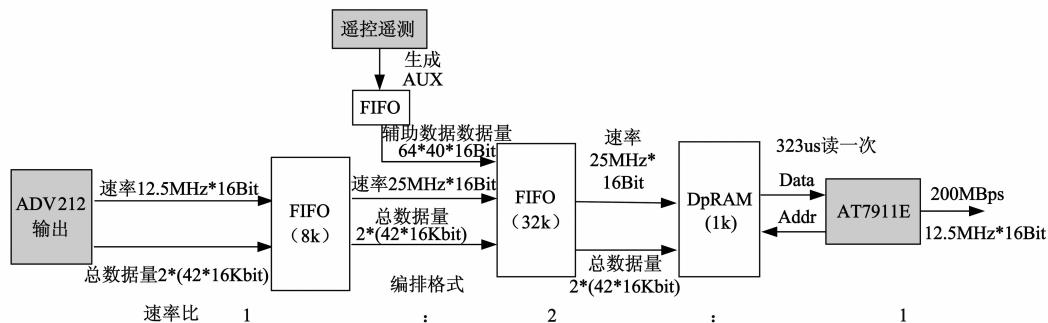 遥控遥测
生成
AUX
FIFO
辅助数据数据量
64*40*16Bit
速率
25MHz*
16Bit
323us读一次
ADV212
输出
速率12.5MHz*16Bit
总数据量2*(42*16Kbit)
FIFO
（8k）
速率25MHz*16Bit
总数据量
2*(42*16Kbit)
编排格式
FIFO
（32k）
总数据量
2*(42*16Kbit)
DpRAM
(1k)
Data
Addr
AT7911E
200MBps
12.5MHz*16Bit
速率比 1 : 2 : 1